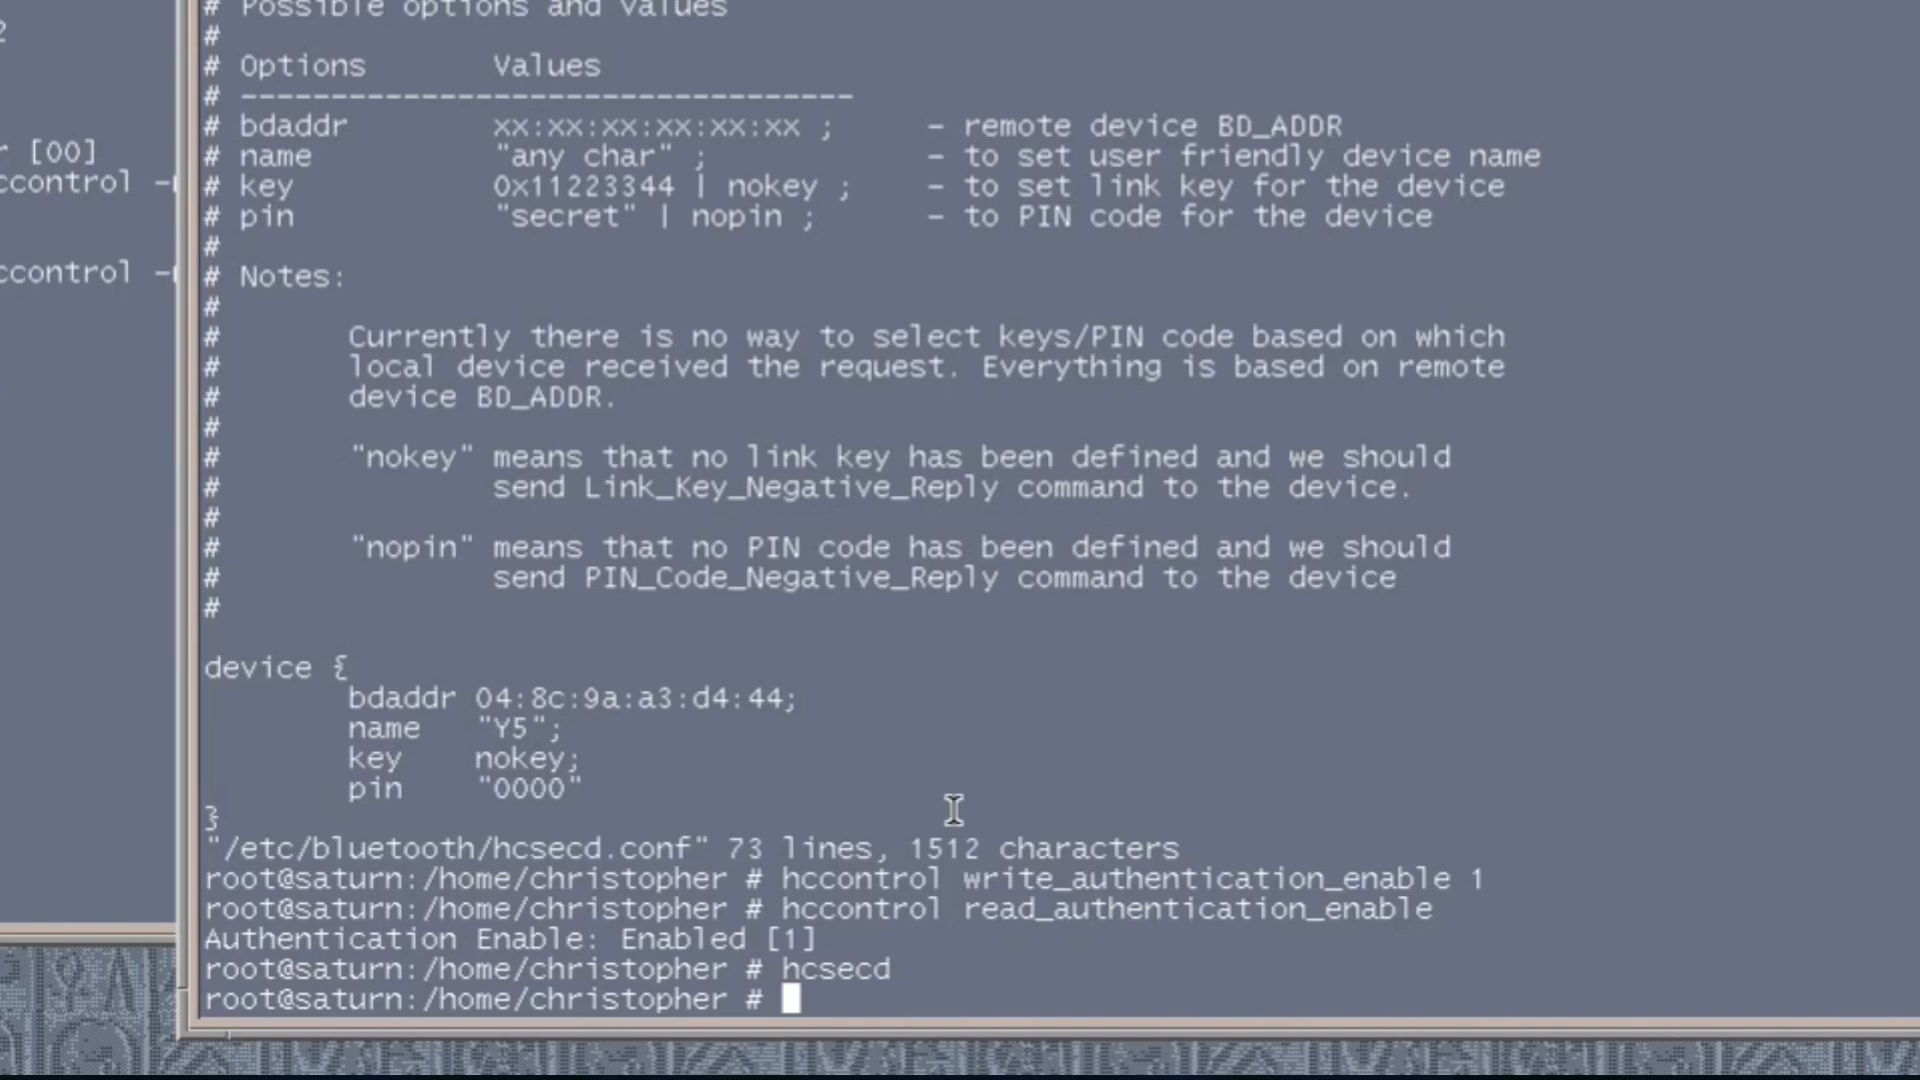 # Possible options and values
#
# Options Values
# ----------------------------------
# bdaddr xx:xx:xx:xx:xx:xx ; - remote device BD_ADDR
# name "any char" ; - to set user friendly device name
# key 0x11223344 | nokey ; - to set link key for the device
# pin "secret" | nopin ; - to PIN code for the device
#
# Notes:
#
# Currently there is no way to select keys/PIN code based on which
# local device received the request. Everything is based on remote
# device BD_ADDR.
#
# "nokey" means that no link key has been defined and we should
# send Link_Key_Negative_Reply command to the device.
#
# "nopin" means that no PIN code has been defined and we should
# send PIN_Code_Negative_Reply command to the device
#
device {
bdaddr 04:8c:9a:a3:d4:44;
name "Y5";
key nokey;
pin "0000"
}
"/etc/bluetooth/hcsecd.conf" 73 lines, 1512 characters
root@saturn:/home/christopher # hccontrol write_authentication_enable 1
root@saturn:/home/christopher # hccontrol read_authentication_enable
Authentication Enable: Enabled [1]
root@saturn:/home/christopher # hcsecd
root@saturn:/home/christopher #
2
r [00]
ccontrol -
ccontrol -